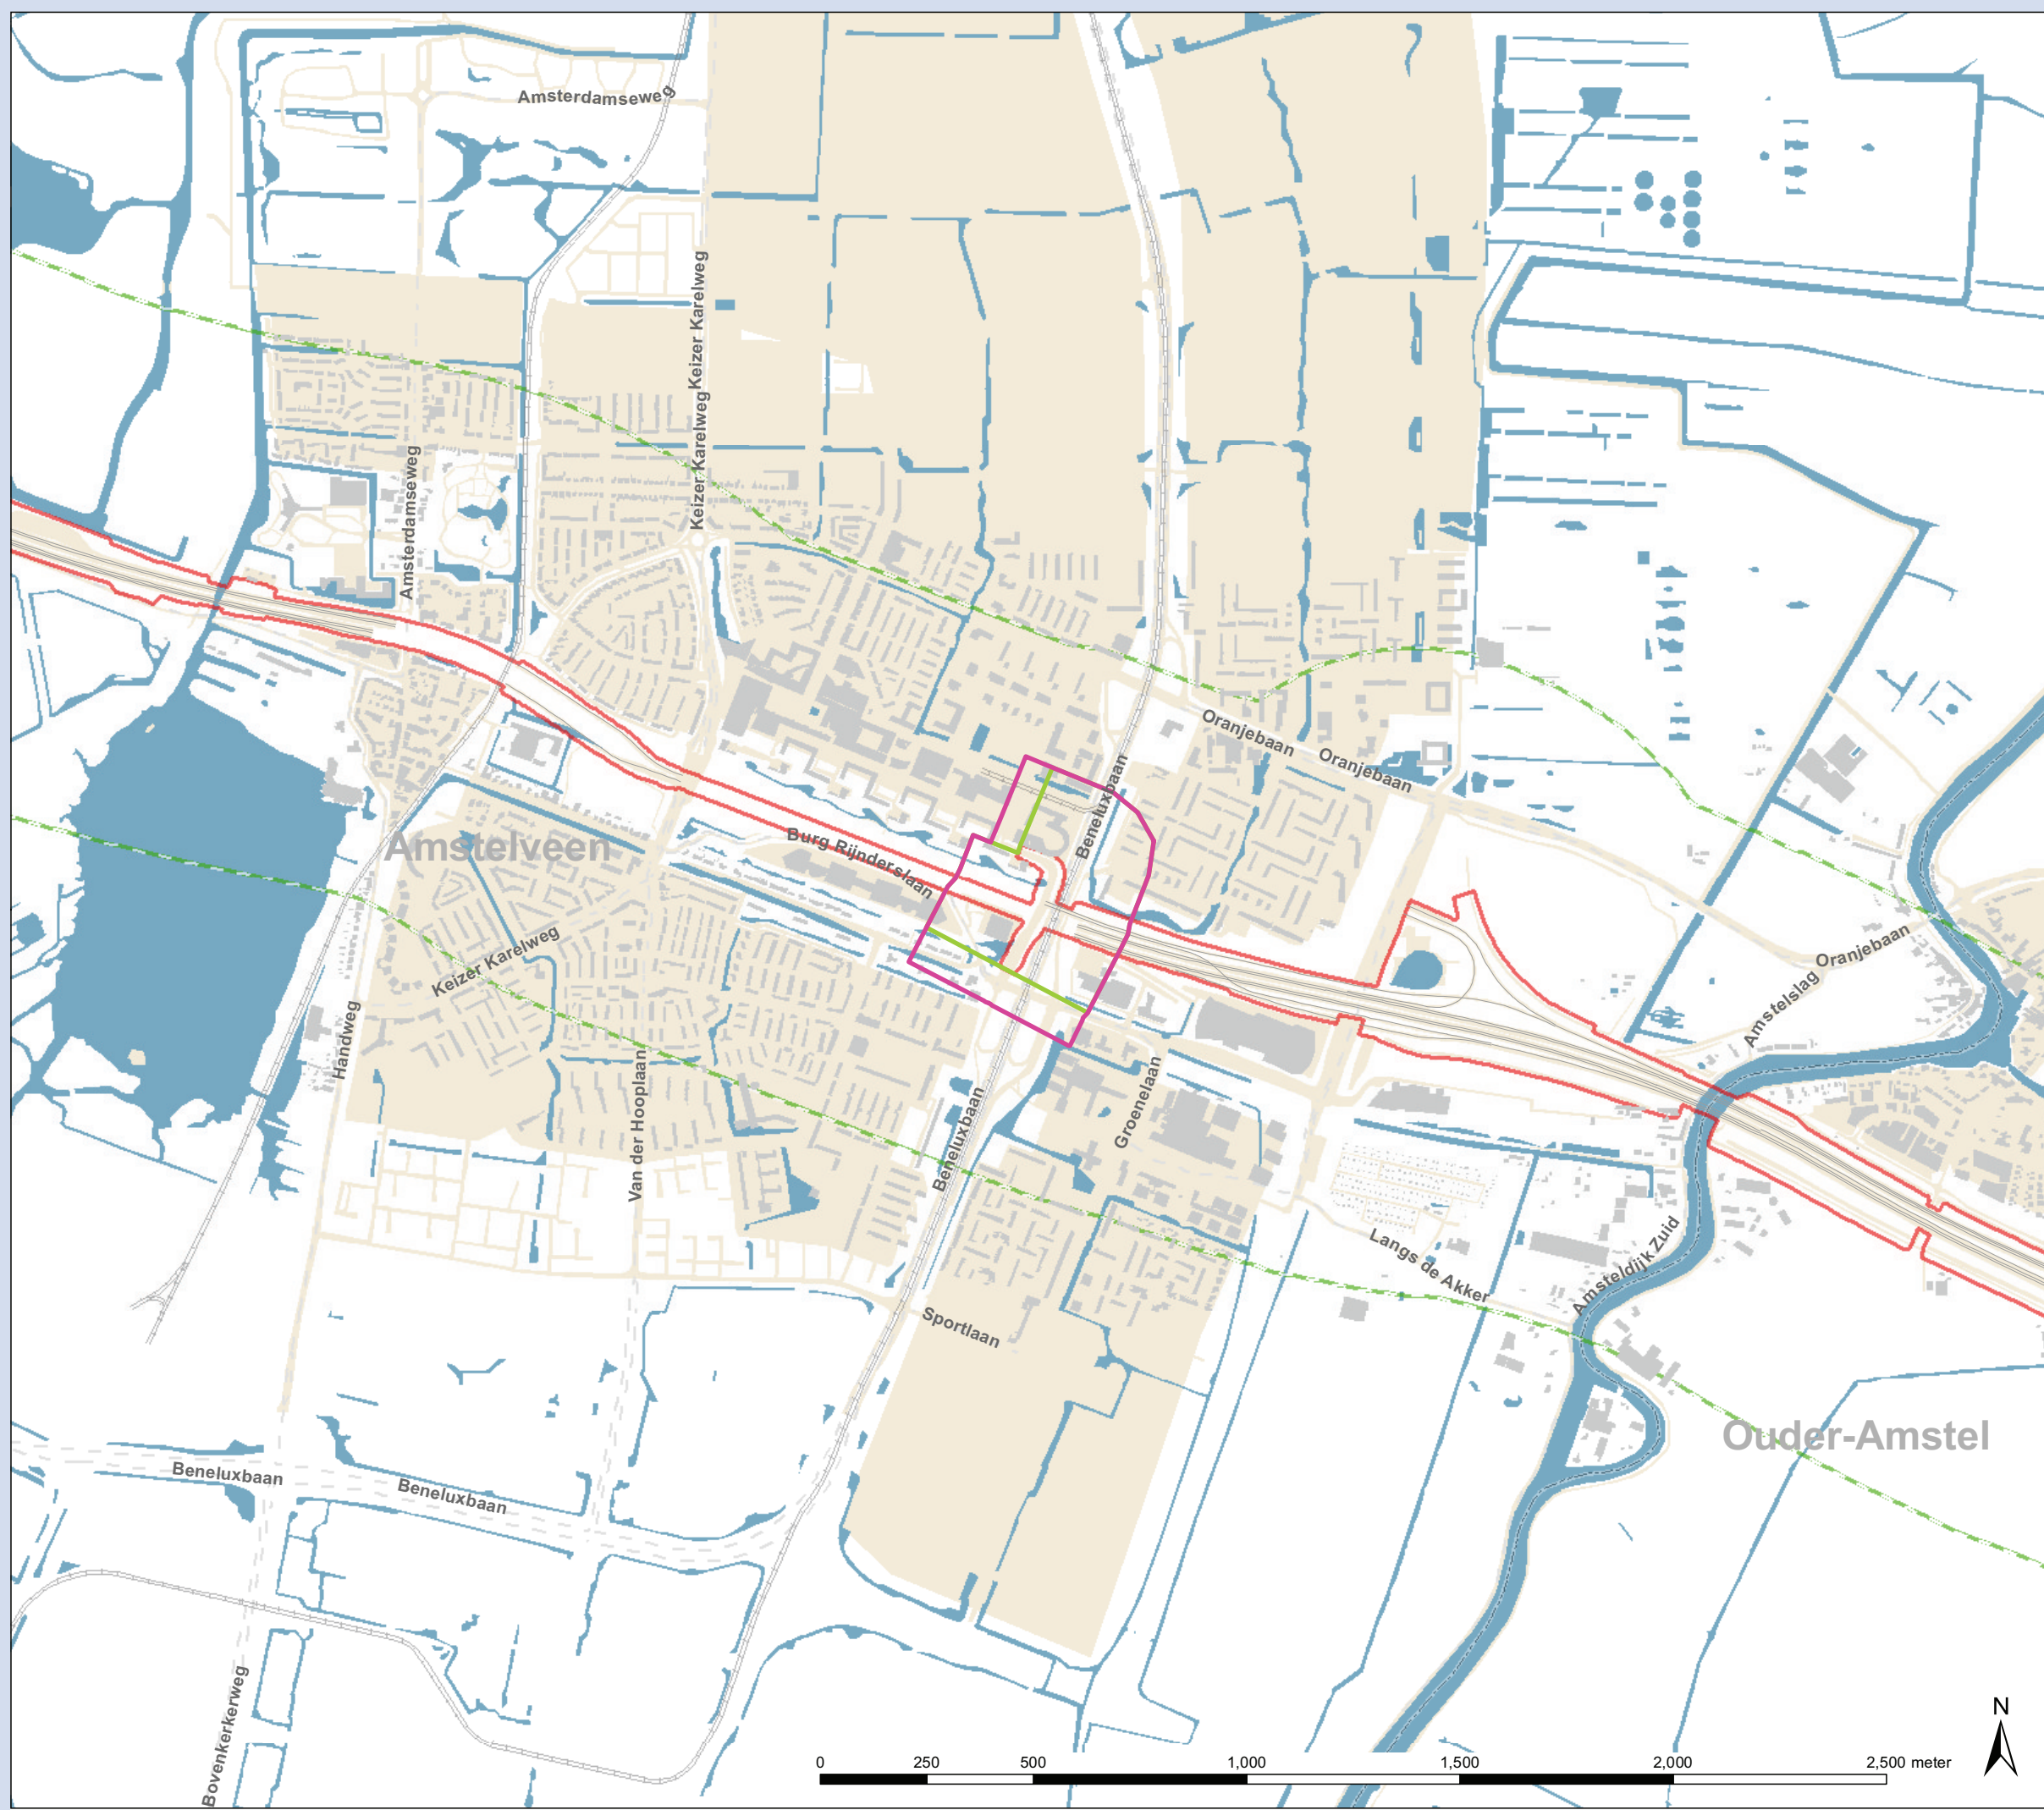 Amsterdamseweg
Keizer Karelweg
Keizer Karelweg
Amsterdamseweg
Oranjebaan
Oranjebaan
Beneluxbaan
Burg Rijnderslaan
Amstelveen
Keizer Karelweg
Oranjebaan
Amstelslag
Handweg
Van der Hooplaan
Groenelaan
Beneluxbaan
Langs de Akker
Amsteldijk Zuid
Sportlaan
Ouder-Amstel
Beneluxbaan
Beneluxbaan
Bovenkerkerweg
N
0 250 500 1,000 1,500 2,000 2,500 meter